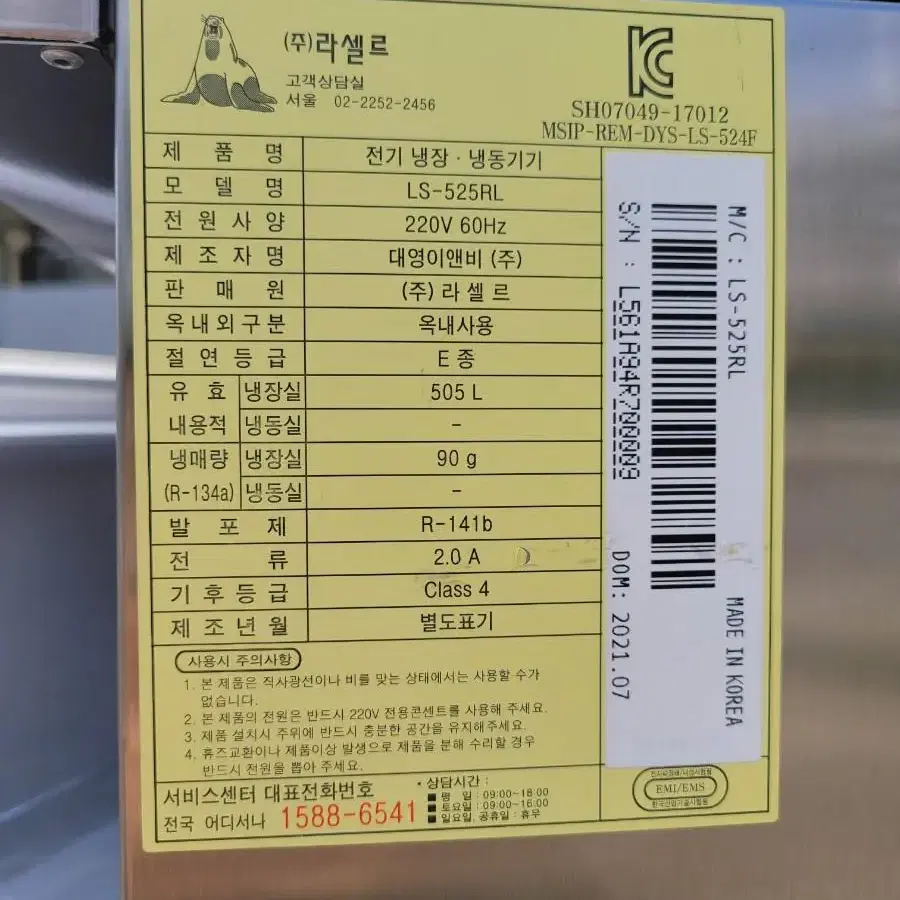 (주)라셀르
고객상담실
서울 02-2252-2456
SH07049-17012
MSIP-REM-DYS-LS-524F
제 품 명 전기 냉장 · 냉동기기
모 델 명 LS-525RL
전 원 사 양 220V 60Hz
제 조 자 명 대영이앤비 (주)
판 매 원 (주) 라 셀 르
옥 내 외 구 분 옥내사용
절 연 등 급 E 종
유 효 냉장실 505 L
내용적 냉동실 -
냉매량 냉장실 90 g
(R-134a) 냉동실 -
발 포 제 R-141b
전 류 2.0 A
기 후 등 급 Class 4
제 조 년 월 별도표기
M/C : LS-525RL MADE IN KOREA
S/N : L561A94R700009 DOM: 2021.07
사용시 주의사항
1. 본 제품은 직사광선이나 비를 맞는 상태에서는 사용할 수가
없습니다.
2. 본 제품의 전원은 반드시 220V 전용콘센트를 사용해 주세요.
3. 제품 설치시 주위에 반드시 충분한 공간을 유지해주세요.
4. 휴즈교환이나 제품이상 발생으로 제품을 분해 수리할 경우
반드시 전원을 뽑아 주세요.
서비스센터 대표전화번호
전국 어디서나 1588-6541
· 상담시간 :
■ 평 일 : 09:00~18:00
■ 토요일 : 09:00~16:00
■ 일요일, 공휴일 : 휴무
EMI/EMS